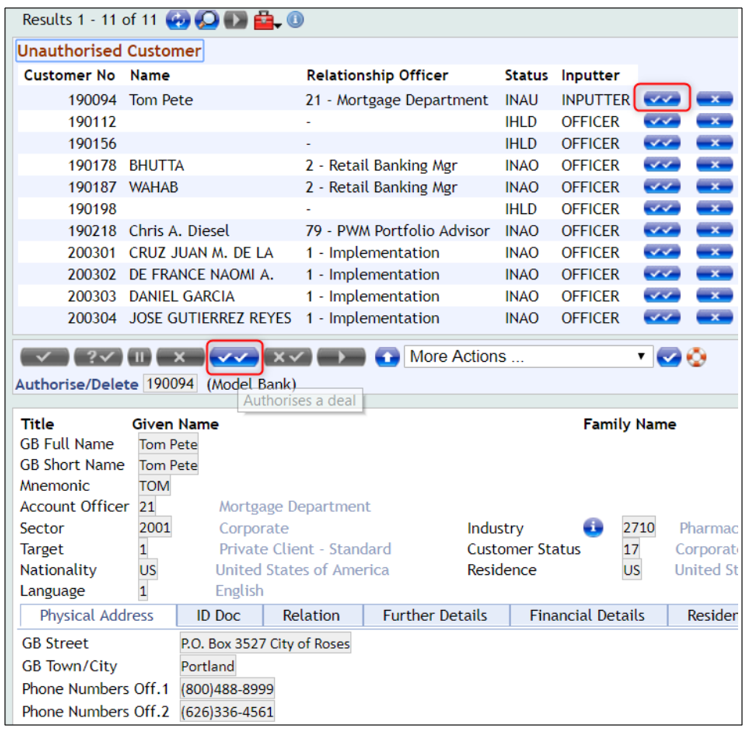 Results 1 - 11 of 11
Unauthorised Customer
Customer No Name Relationship Officer Status Inputter
190094 Tom Pete 21 - Mortgage Department INAU INPUTTER
190112 - IHLD OFFICER
190156 - IHLD OFFICER
190178 BHUTTA 2 - Retail Banking Mgr INAO OFFICER
190187 WAHAB 2 - Retail Banking Mgr INAO OFFICER
190198 - IHLD OFFICER
190218 Chris A. Diesel 79 - PWM Portfolio Advisor INAO OFFICER
200301 CRUZ JUAN M. DE LA 1 - Implementation INAO OFFICER
200302 DE FRANCE NAOMI A. 1 - Implementation INAO OFFICER
200303 DANIEL GARCIA 1 - Implementation INAO OFFICER
200304 JOSE GUTIERREZ REYES 1 - Implementation INAO OFFICER
More Actions ...
Authorise/Delete 190094 (Model Bank)
Authorises a deal
Title Given Name Family Name
GB Full Name Tom Pete
GB Short Name Tom Pete
Mnemonic TOM
Account Officer 21 Mortgage Department
Sector 2001 Corporate Industry 2710 Pharmac
Target 1 Private Client - Standard Customer Status 17 Corporat
Nationality US United States of America Residence US United St
Language 1 English
Physical Address ID Doc Relation Further Details Financial Details Residen
GB Street P.O. Box 3527 City of Roses
GB Town/City Portland
Phone Numbers Off.1 (800)488-8999
Phone Numbers Off.2 (626)336-4561